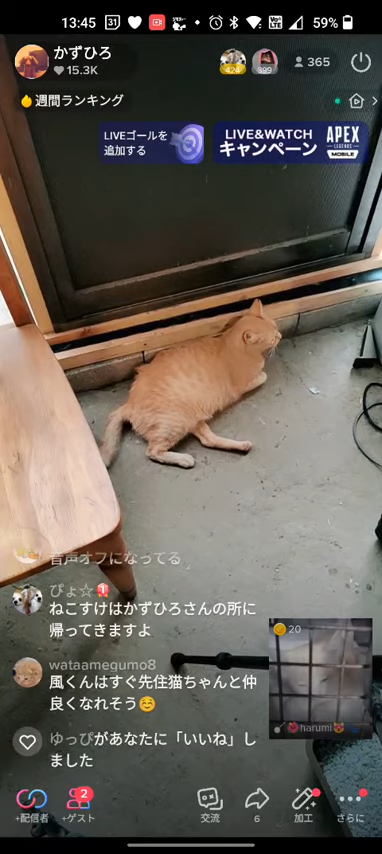 13:45
31
VoLTE
59%
かずひろ
15.3K
428
399
365
週間ランキング
LIVEゴールを
追加する
LIVE&WATCH
キャンペーン
APEX
LEGENDS
MOBILE
音声オフになってる
ぴょ☆
ねこすけはかずひろさんの所に
帰ってきますよ
wataamegumo8
風くんはすぐ先住猫ちゃんと仲
良くなれそう☺️
ゆっぴがあなたに「いいね」し
ました
20
harumi
+配信者
2
+ゲスト
交流
6
加工
さらに